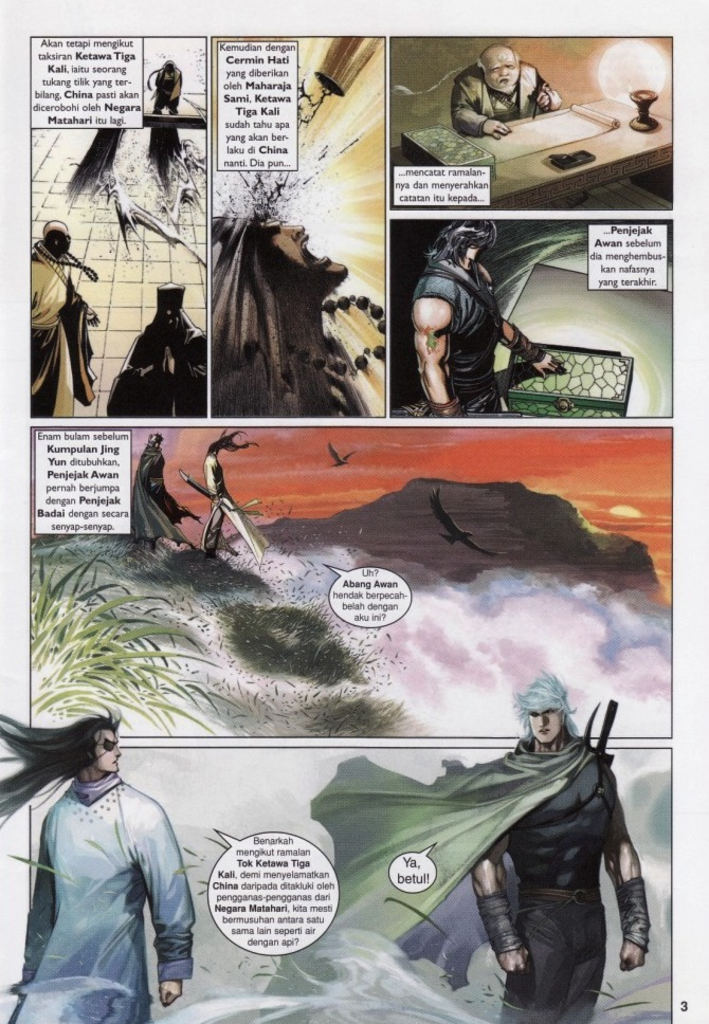 Akan tetapi mengikut
taksiran Ketawa Tiga
Kali, iaitu seorang
tukang tilik yang ter-
bilang, China pasti akan
dicerobohi oleh Negara
Matahari itu lagi.
Kemudian dengan
Cermin Hati
yang diberikan
oleh Maharaja
Sami, Ketawa
Tiga Kali
sudah tahu apa
yang akan ber-
laku di China
nanti. Dia pun...
...mencatat ramalan-
nya dan menyerahkan
catatan itu kepada...
...Penjejak
Awan sebelum
dia menghembus-
kan nafasnya
yang terakhir.
Enam bulam sebelum
Kumpulan Jing
Yun ditubuhkan,
Penjejak Awan
pernah berjumpa
dengan Penjejak
Badai dengan secara
senyap-senyap.
Uh?
Abang Awan
hendak berpecah-
belah dengan
aku ini?
Benarkah
mengikut ramalan
Tok Ketawa Tiga
Kali, demi menyelamatkan
China daripada ditakluki oleh
pengganas-pengganas dari
Negara Matahari, kita mesti
bermusuhan antara satu
sama lain seperti air
dengan api?
Ya,
betul!
3